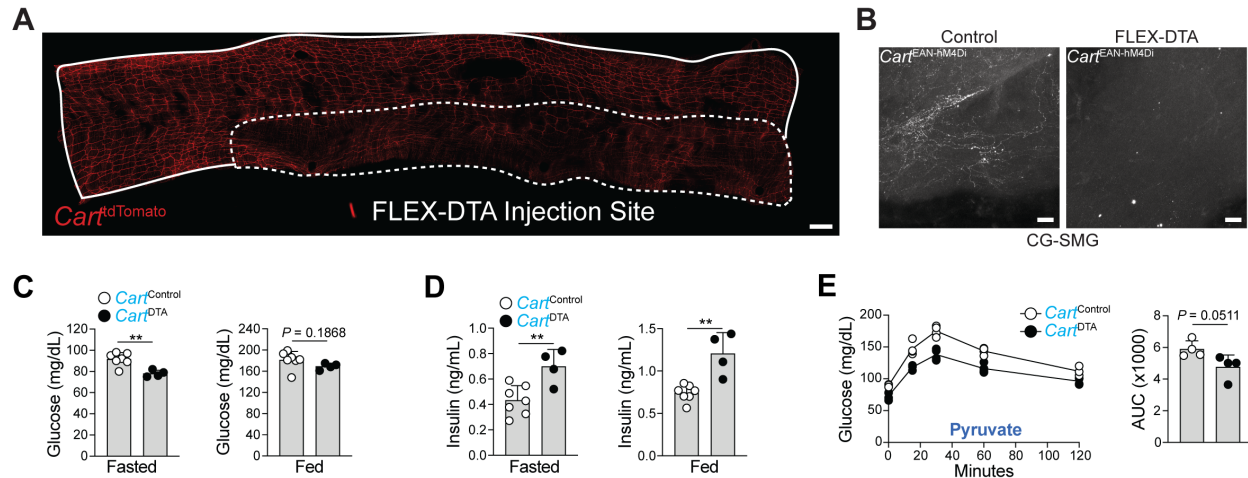 A
Cart^tdTomato
FLEX-DTA Injection Site
B
Control
FLEX-DTA
Cart^EAN-hM4Di
Cart^EAN-hM4Di
CG-SMG
C
Cart^Control
Cart^DTA
Glucose (mg/dL)
120
100
80
60
40
20
0
**
Fasted
Glucose (mg/dL)
240
200
160
120
80
40
0
P = 0.1868
Fed
D
Cart^Control
Cart^DTA
Insulin (ng/mL)
1.0
0.8
0.6
0.4
0.2
0
**
Fasted
Insulin (ng/mL)
1.5
1.0
0.5
0
**
Fed
E
Cart^Control
Cart^DTA
Glucose (mg/dL)
200
150
100
50
0
Pyruvate
0 20 40 60 80 100 120
Minutes
AUC (x1000)
8
6
4
2
0
P = 0.0511